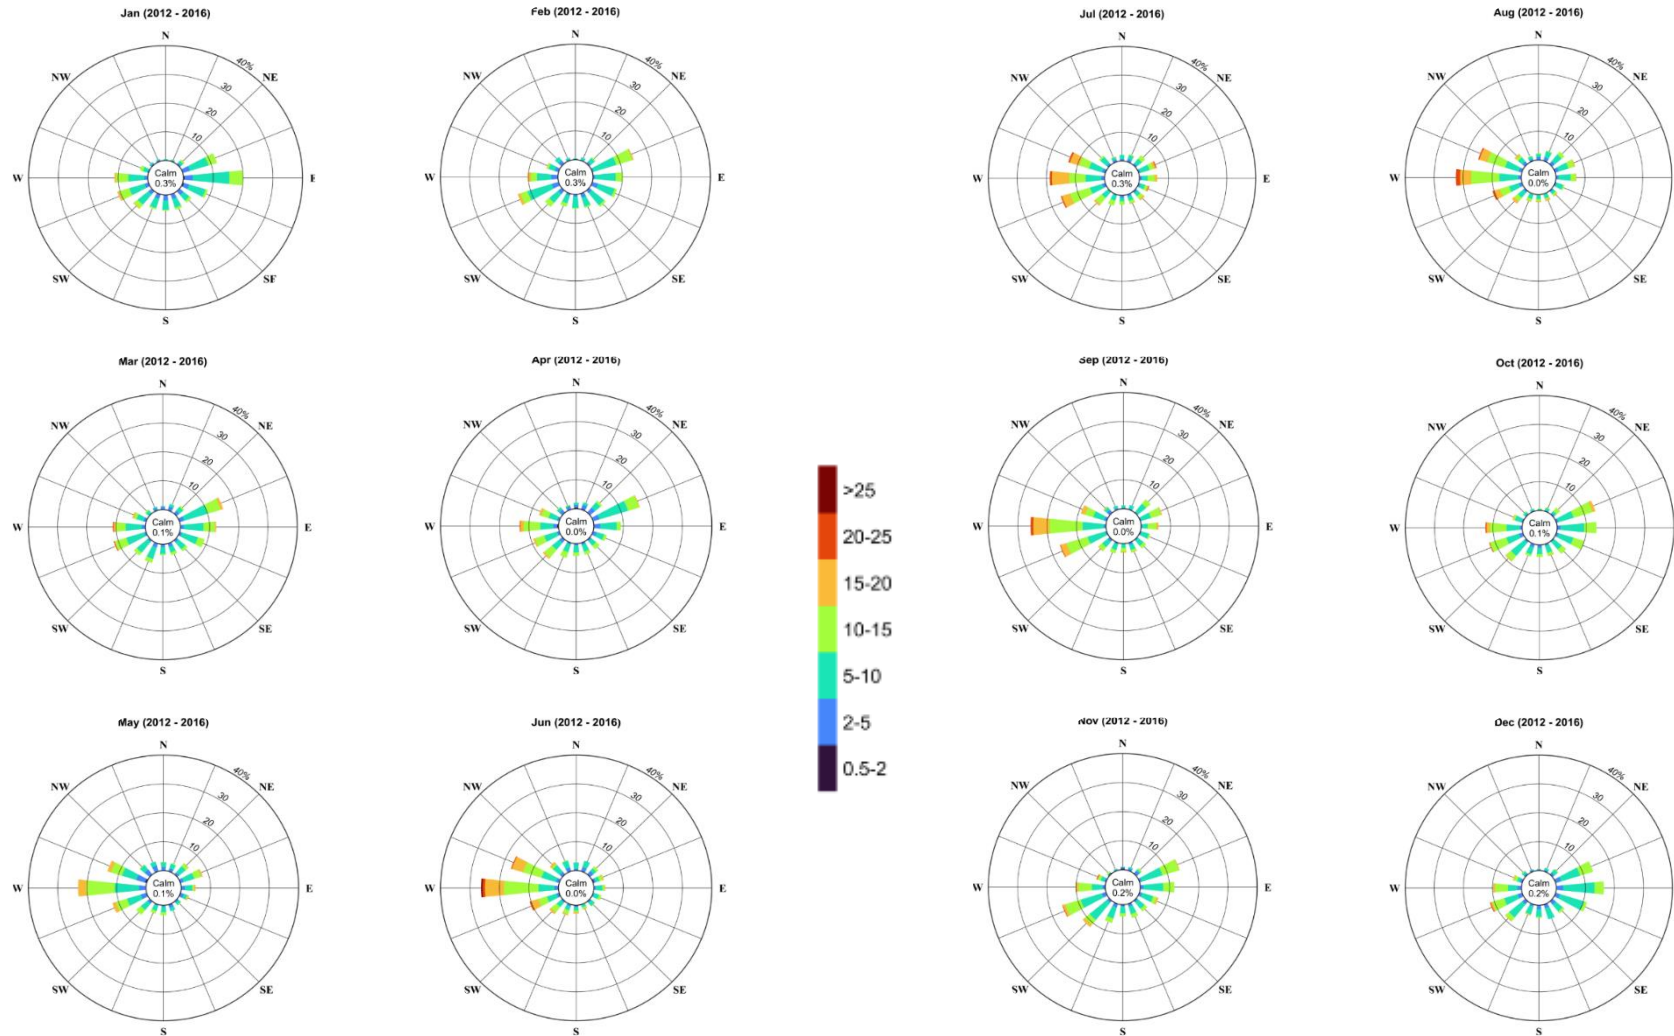 Jan (2012 - 2016)
N
NW
NE
40%
30
20
10
Calm
0.3%
W
SW
SE
S
Feb (2012 - 2016)
N
NW
NE
40%
30
20
10
Calm
0.3%
W
E
SW
SE
S
Jul (2012 - 2016)
N
NW
NE
40%
30
20
10
Calm
0.3%
W
E
SW
SE
S
Aug (2012 - 2016)
N
NW
NE
40%
30
20
10
Calm
0.0%
W
E
SW
SE
S
Mar (2012 - 2016)
N
NW
NE
40%
30
20
10
Calm
0.1%
W
E
SW
SE
S
Apr (2012 - 2016)
N
NW
NE
40%
30
20
10
Calm
0.0%
W
E
SW
SE
S
>25
20-25
15-20
10-15
5-10
2-5
0.5-2
Sep (2012 - 2016)
N
NW
NE
40%
30
20
10
Calm
0.0%
W
E
SW
SE
S
Oct (2012 - 2016)
N
NW
NE
40%
30
20
10
Calm
0.1%
W
E
SW
SE
S
May (2012 - 2016)
N
NW
NE
40%
30
20
10
Calm
0.1%
W
E
SW
SE
S
Jun (2012 - 2016)
N
NW
NE
40%
30
20
10
Calm
0.0%
W
E
SW
SE
S
Nov (2012 - 2016)
N
NW
NE
40%
30
20
10
Calm
0.2%
W
E
SW
SE
S
Dec (2012 - 2016)
N
NW
NE
40%
30
20
10
Calm
0.2%
W
E
SW
SE
S